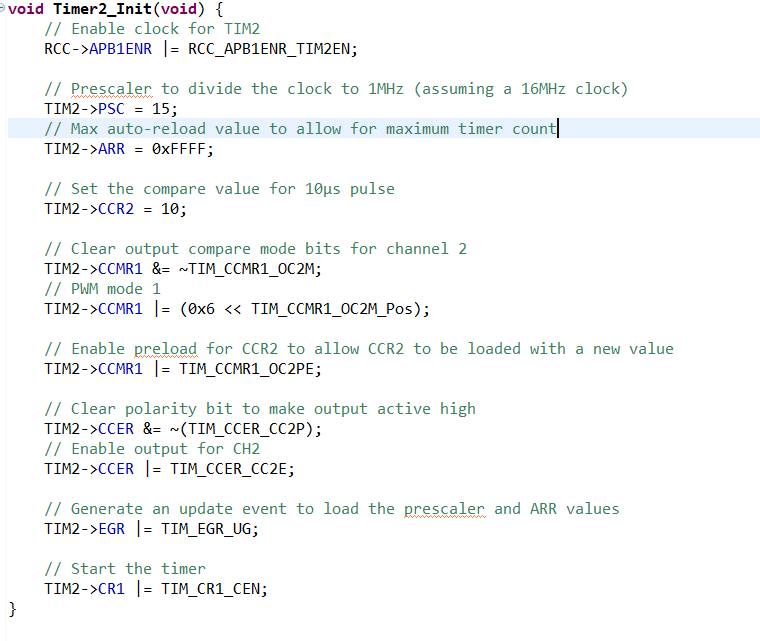 void Timer2_Init(void) {
// Enable clock for TIM2
RCC->APB1ENR |= RCC_APB1ENR_TIM2EN;
// Prescaler to divide the clock to 1MHz (assuming a 16MHz clock)
TIM2->PSC = 15;
// Max auto-reload value to allow for maximum timer count
TIM2->ARR = 0xFFFF;
// Set the compare value for 10µs pulse
TIM2->CCR2 = 10;
// Clear output compare mode bits for channel 2
TIM2->CCMR1 &= ~TIM_CCMR1_OC2M;
// PWM mode 1
TIM2->CCMR1 |= (0x6 << TIM_CCMR1_OC2M_Pos);
// Enable preload for CCR2 to allow CCR2 to be loaded with a new value
TIM2->CCMR1 |= TIM_CCMR1_OC2PE;
// Clear polarity bit to make output active high
TIM2->CCER &= ~(TIM_CCER_CC2P);
// Enable output for CH2
TIM2->CCER |= TIM_CCER_CC2E;
// Generate an update event to load the prescaler and ARR values
TIM2->EGR |= TIM_EGR_UG;
// Start the timer
TIM2->CR1 |= TIM_CR1_CEN;
}